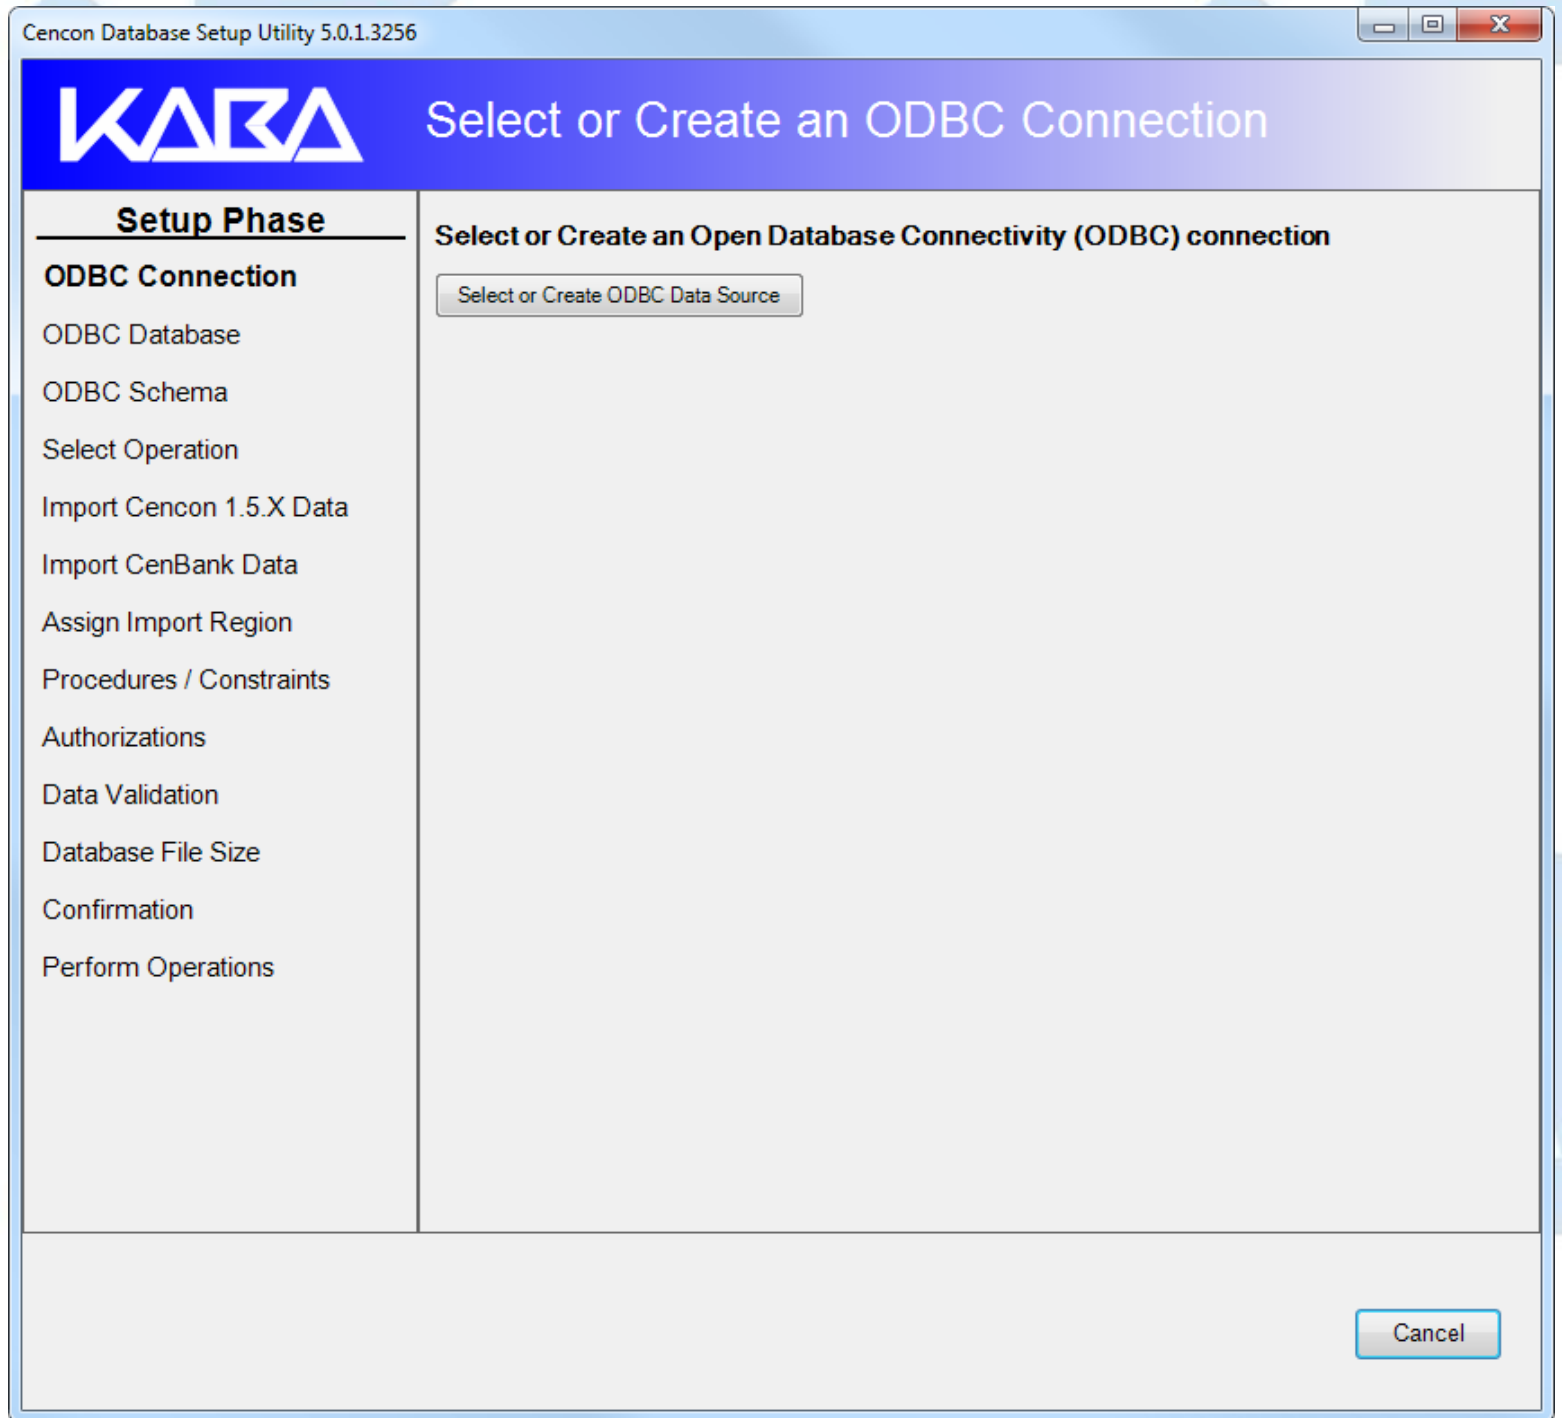 Cencon Database Setup Utility 5.0.1.3256
KABA
Select or Create an ODBC Connection
Setup Phase
ODBC Connection
ODBC Database
ODBC Schema
Select Operation
Import Cencon 1.5.X Data
Import CenBank Data
Assign Import Region
Procedures / Constraints
Authorizations
Data Validation
Database File Size
Confirmation
Perform Operations
Select or Create an Open Database Connectivity (ODBC) connection
Select or Create ODBC Data Source
Cancel